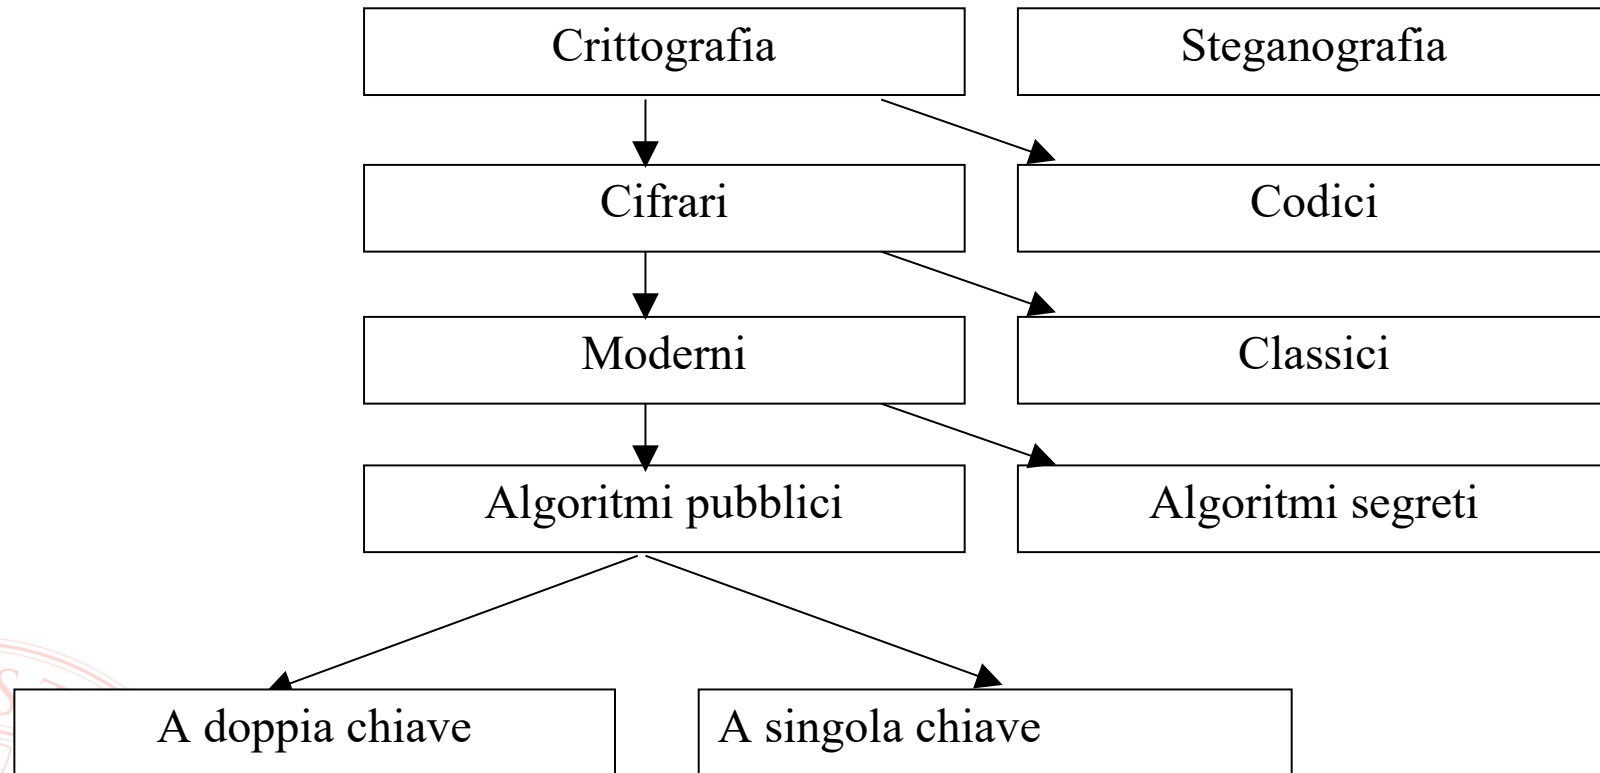 Crittografia
Steganografia
Cifrari
Codici
Moderni
Classici
Algoritmi pubblici
Algoritmi segreti
A doppia chiave
A singola chiave